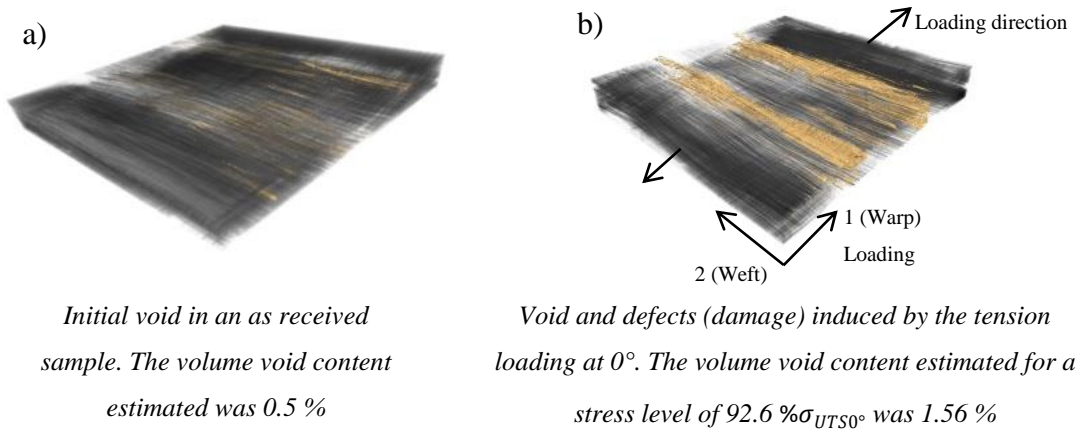 a)
b)
Loading direction
1 (Warp)
Loading
2 (Weft)
Initial void in an as received
sample. The volume void content
estimated was 0.5 %
Void and defects (damage) induced by the tension
loading at 0°. The volume void content estimated for a
stress level of 92.6 %σUTS0° was 1.56 %